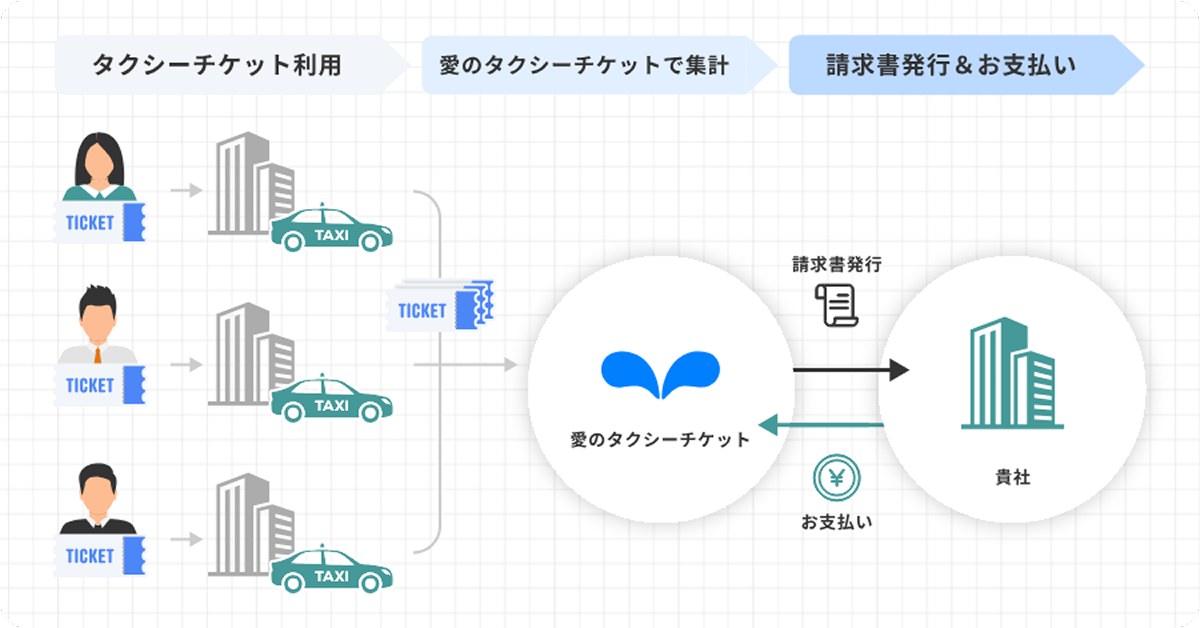 タクシーチケット利用
愛のタクシーチケットで集計
請求書発行＆お支払い
TICKET
TAXI
TICKET
TAXI
TICKET
TAXI
TICKET
愛のタクシーチケット
請求書発行
お支払い
貴社